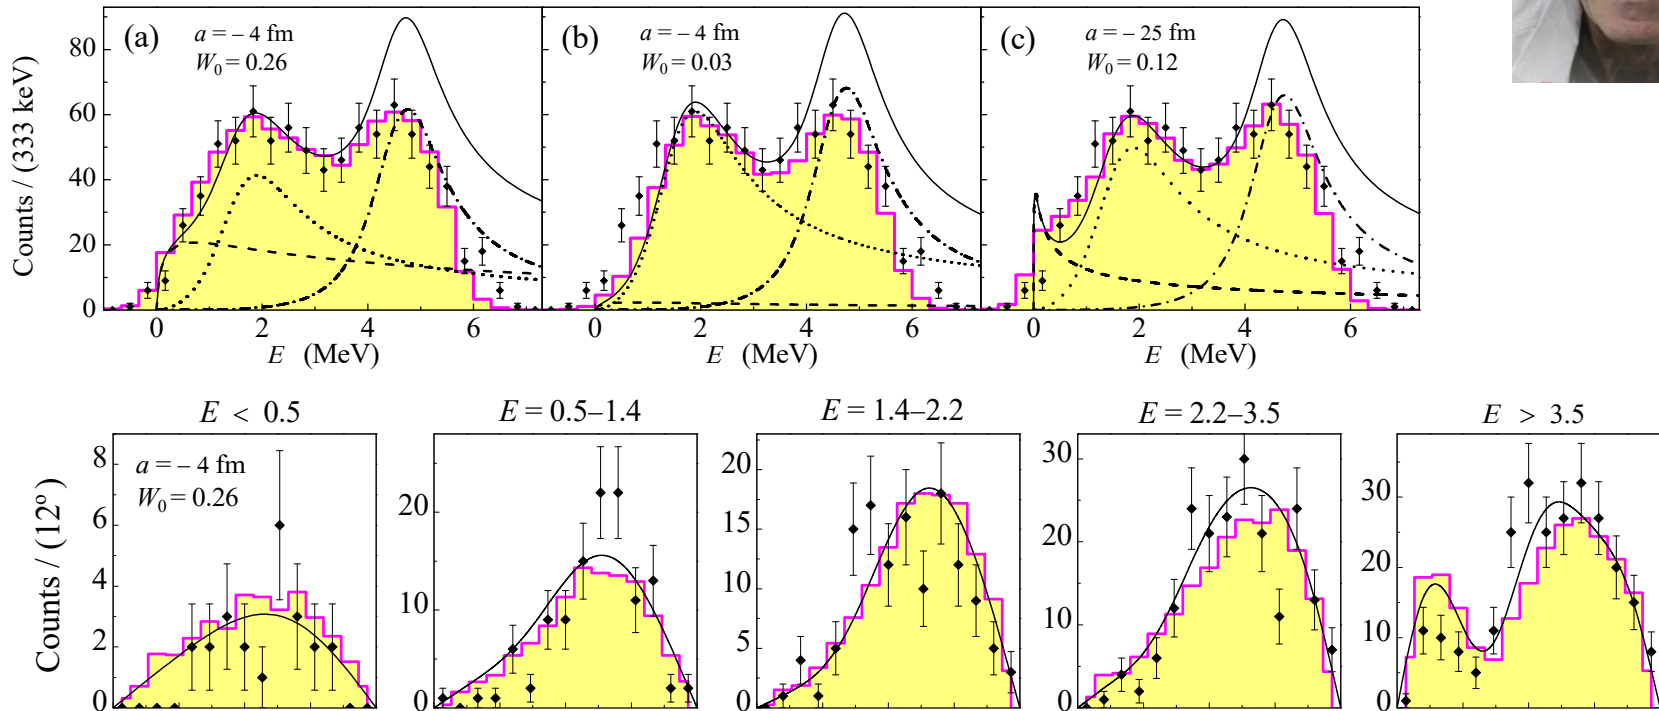 (a) a = – 4 fm
W0 = 0.26
(b) a = – 4 fm
W0 = 0.03
(c) a = – 25 fm
W0 = 0.12
Counts / (333 keV)
80
60
40
20
0
0 2 4 6
E (MeV)
0 2 4 6
E (MeV)
0 2 4 6
E (MeV)
E < 0.5
E = 0.5–1.4
E = 1.4–2.2
E = 2.2–3.5
E > 3.5
Counts / (12º)
a = – 4 fm
W0 = 0.26
8
6
4
2
0
20
10
0
20
15
10
5
0
30
20
10
0
30
20
10
0